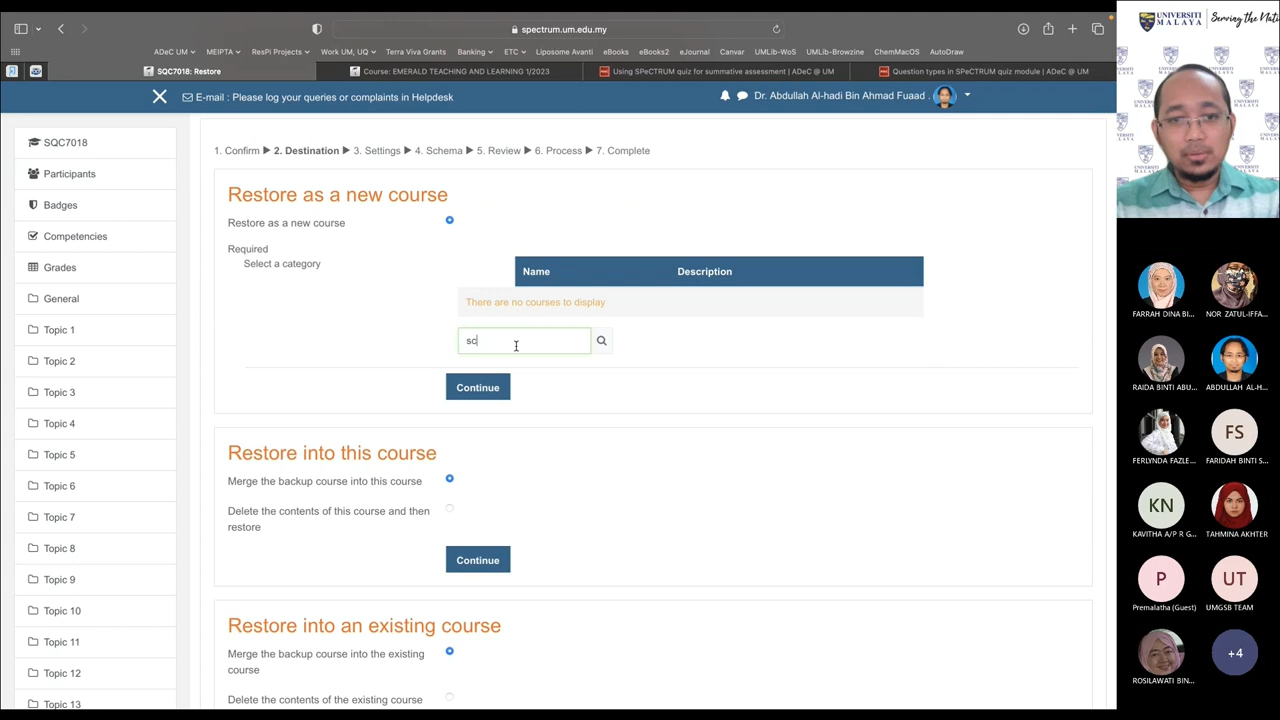 spectrum.um.edu.my
ADeC UM
MEIPTA
ResPi Projects
Work UM, UQ
Terra Viva Grants
Banking
ETC
Liposome Avanti
eBooks
eBooks2
eJournal
Canvar
UMLib-WoS
UMLib-Browzine
ChemMacOS
AutoDraw
SQC7018: Restore
Course: EMERALD TEACHING AND LEARNING 1/2023
Using SPeCTRUM quiz for summative assessment | ADeC @ UM
Question types in SPeCTRUM quiz module | ADeC @ UM
E-mail : Please log your queries or complaints in Helpdesk
Dr. Abdullah Al-hadi Bin Ahmad Fuaad .
SQC7018
Participants
Badges
Competencies
Grades
General
Topic 1
Topic 2
Topic 3
Topic 4
Topic 5
Topic 6
Topic 7
Topic 8
Topic 9
Topic 10
Topic 11
Topic 12
Topic 13
1. Confirm ► 2. Destination ► 3. Settings ► 4. Schema ► 5. Review ► 6. Process ► 7. Complete
Restore as a new course
Restore as a new course
Required
Select a category
Name Description
There are no courses to display
sc
Continue
Restore into this course
Merge the backup course into this course
Delete the contents of this course and then
restore
Continue
Restore into an existing course
Merge the backup course into the existing
course
Delete the contents of the existing course
UNIVERSITI
MALAYA
Serving the Nati
FARRAH DINA BI...
NOR ZATUL-IFFA...
RAIDA BINTI ABU...
ABDULLAH AL-H...
FERLYNDA FAZLE...
FS
FARIDAH BINTI S...
KN
KAVITHA A/P R G...
TAHMINA AKHTER
P
Premalatha (Guest)
UT
UMGSB TEAM
ROSILAWATI BIN...
+4